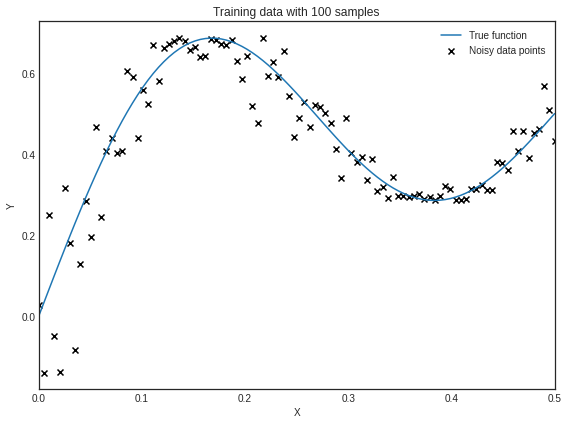 Training data with 100 samples
True function
Noisy data points
0.6
0.4
0.2
0.0
Y
0.0 0.1 0.2 0.3 0.4 0.5
X